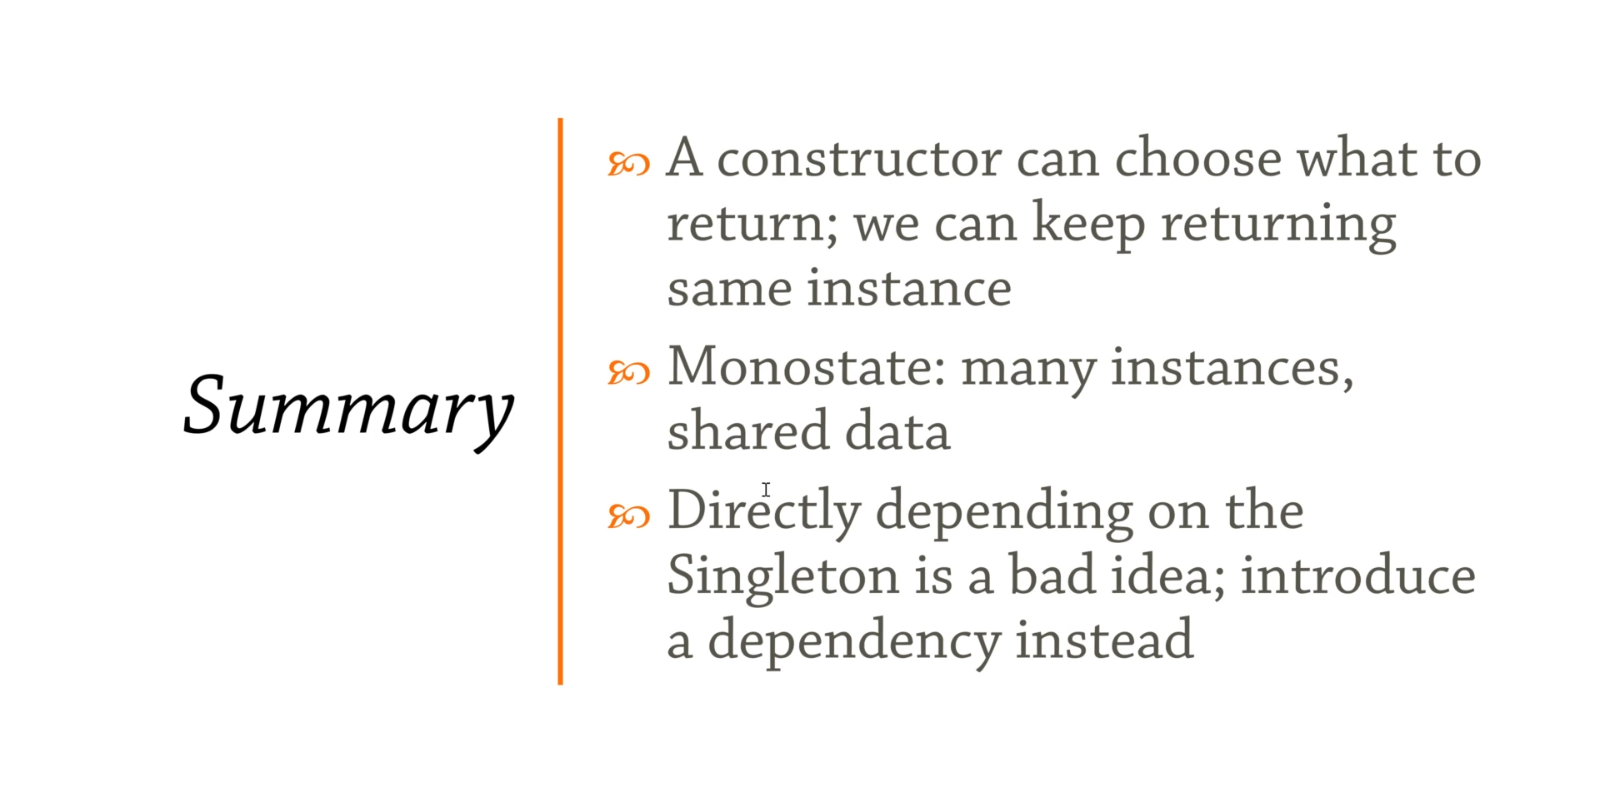 Summary
A constructor can choose what to
return; we can keep returning
same instance
Monostate: many instances,
shared data
Directly depending on the
Singleton is a bad idea; introduce
a dependency instead